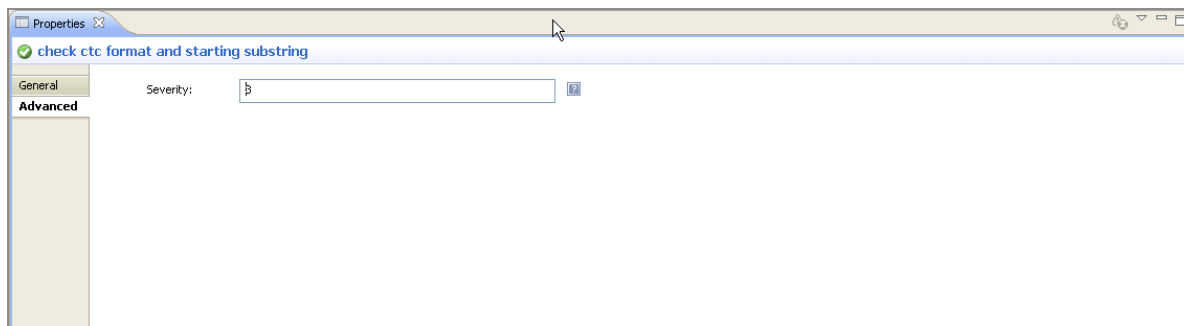 Properties
check ctc format and starting substring
General
Severity: 3
Advanced